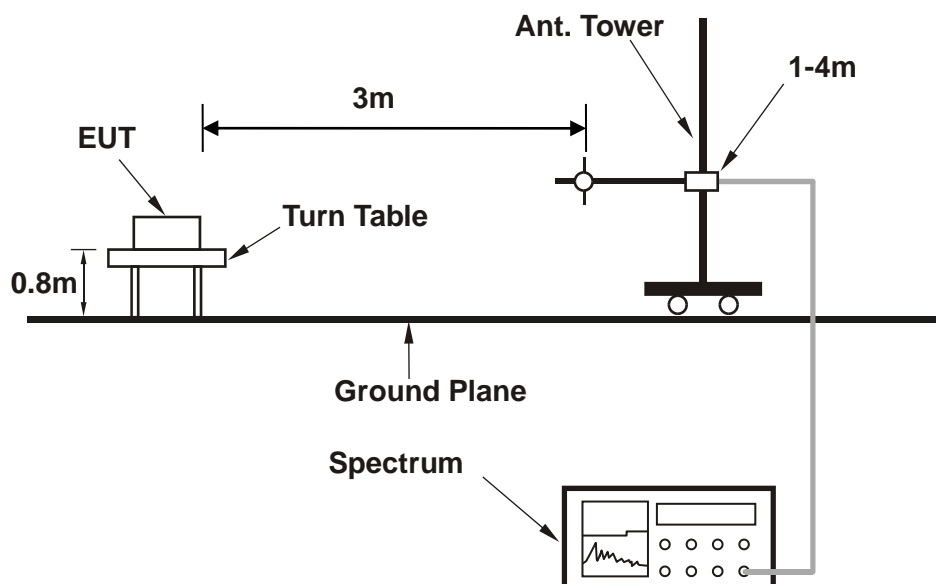 Ant. Tower
1-4m
3m
EUT
Turn Table
0.8m
Ground Plane
Spectrum